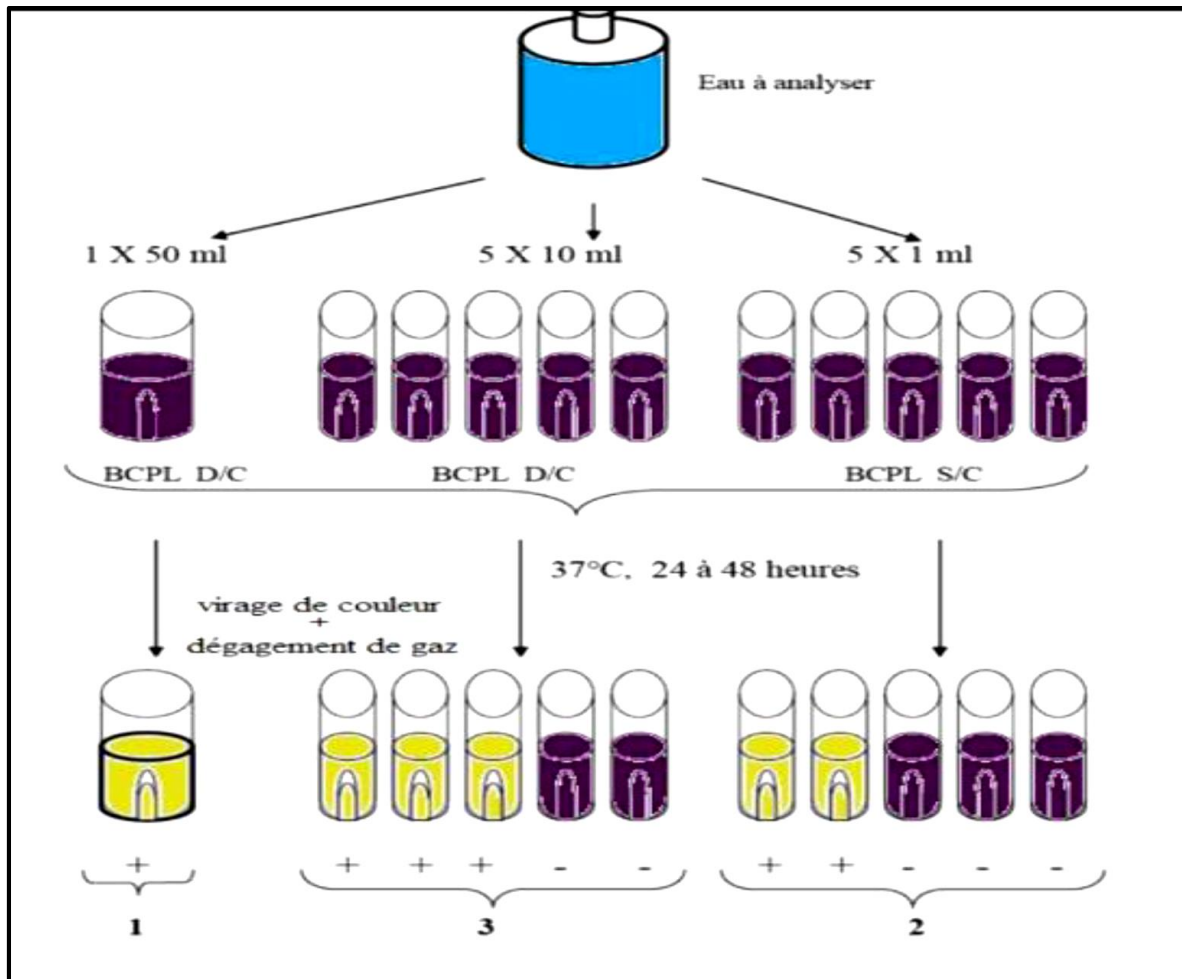 Eau à analyser
1 X 50 ml 5 X 10 ml 5 X 1 ml
BCPL D/C BCPL D/C BCPL S/C
37°C, 24 à 48 heures
virage de couleur
+
dégagement de gaz
+ + + + - - + + - - -
1 3 2